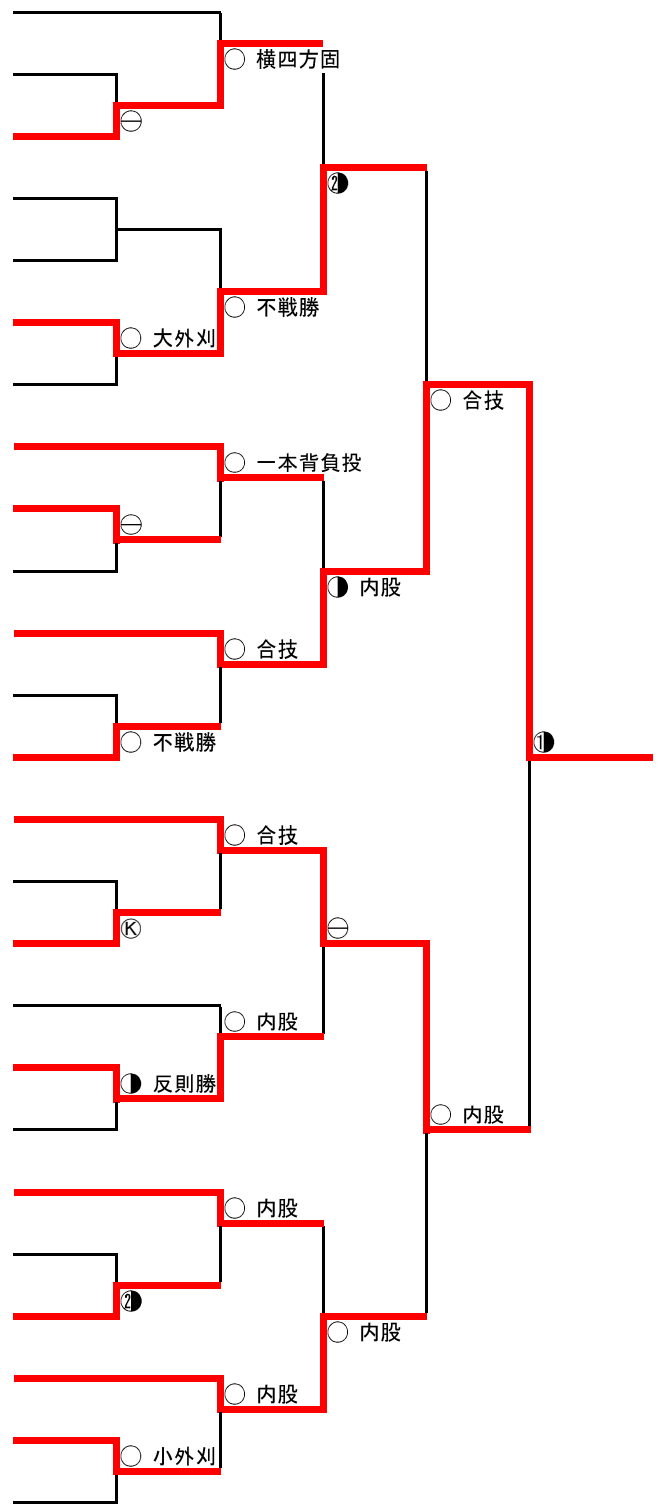 ○ 横四方固
㊀
②
○ 不戦勝
○ 大外刈
○ 合技
○ 一本背負投
㊀
◑ 内股
○ 合技
○ 不戦勝
①
○ 合技
Ⓚ
㊀
○ 内股
◑ 反則勝
○ 内股
○ 内股
②
○ 内股
○ 内股
○ 小外刈